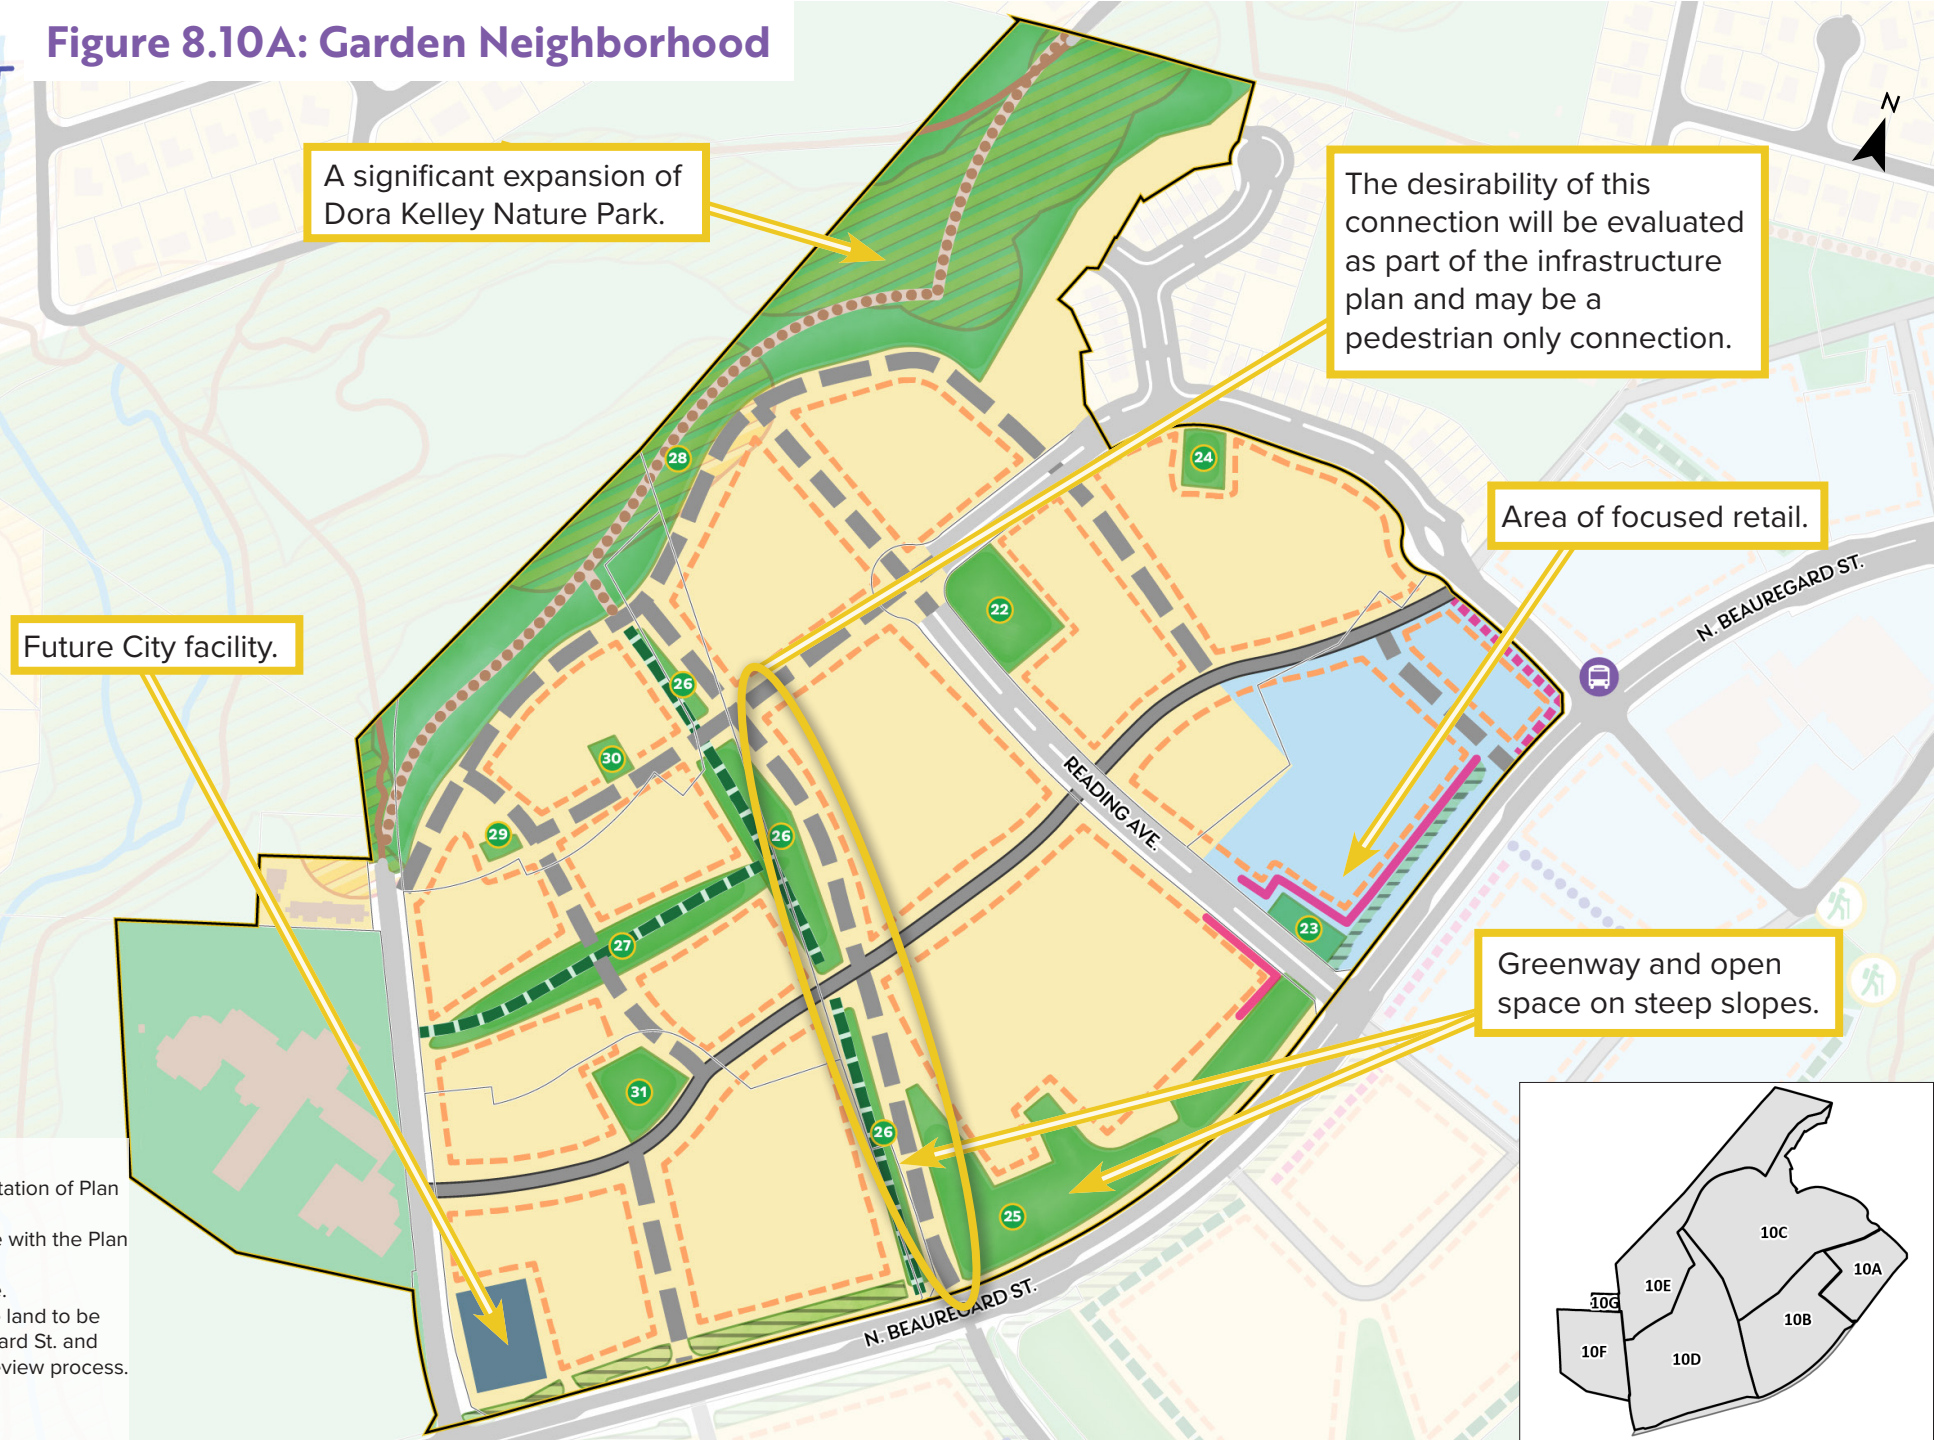 Figure 8.10A: Garden Neighborhood
N
A significant expansion of
Dora Kelley Nature Park.
The desirability of this
connection will be evaluated
as part of the infrastructure
plan and may be a
pedestrian only connection.
28
24
Area of focused retail.
N. BEAUREGARD ST.
22
Future City facility.
26
30
READING AVE.
29
26
27
23
Greenway and open
space on steep slopes.
31
26
25
tation of Plan
e with the Plan
e.
e land to be
ard St. and
eview process.
N. BEAUREGARD ST.
10C
10A
10E
10G
10B
10F
10D